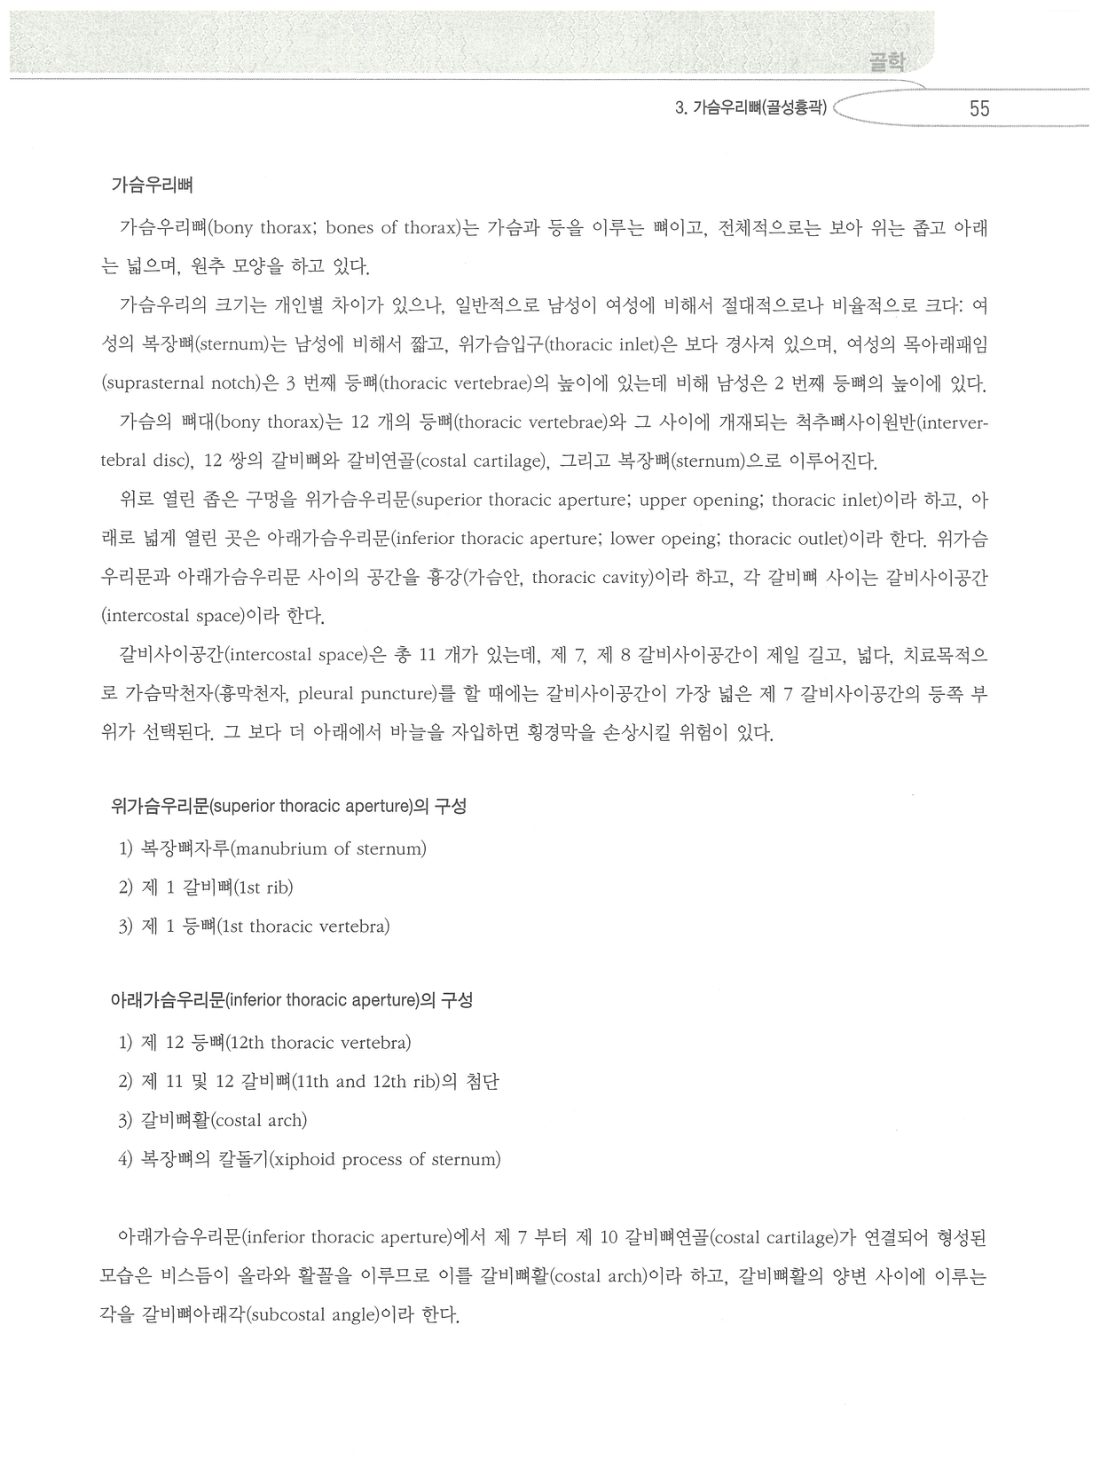 골학
3. 가슴우리뼈(골성흉곽)
55
가슴우리뼈
가슴우리뼈(bony thorax; bones of thorax)는 가슴과 등을 이루는 뼈이고, 전체적으로는 보아 위는 좁고 아래
는 넓으며, 원추 모양을 하고 있다.
가슴우리의 크기는 개인별 차이가 있으나, 일반적으로 남성이 여성에 비해서 절대적으로나 비율적으로 크다: 여
성의 복장뼈(sternum)는 남성에 비해서 짧고, 위가슴입구(thoracic inlet)은 보다 경사져 있으며, 여성의 목아래패임
(suprasternal notch)은 3 번째 등뼈(thoracic vertebrae)의 높이에 있는데 비해 남성은 2 번째 등뼈의 높이에 있다.
가슴의 뼈대(bony thorax)는 12 개의 등뼈(thoracic vertebrae)와 그 사이에 개재되는 척추뼈사이원반(interver-
tebral disc), 12 쌍의 갈비뼈와 갈비연골(costal cartilage), 그리고 복장뼈(sternum)으로 이루어진다.
위로 열린 좁은 구멍을 위가슴우리문(superior thoracic aperture; upper opening; thoracic inlet)이라 하고, 아
래로 넓게 열린 곳은 아래가슴우리문(inferior thoracic aperture; lower opeing; thoracic outlet)이라 한다. 위가슴
우리문과 아래가슴우리문 사이의 공간을 흉강(가슴안, thoracic cavity)이라 하고, 각 갈비뼈 사이는 갈비사이공간
(intercostal space)이라 한다.
갈비사이공간(intercostal space)은 총 11 개가 있는데, 제 7, 제 8 갈비사이공간이 제일 길고, 넓다, 치료목적으
로 가슴막천자(흉막천자, pleural puncture)를 할 때에는 갈비사이공간이 가장 넓은 제 7 갈비사이공간의 등쪽 부
위가 선택된다. 그 보다 더 아래에서 바늘을 자입하면 횡경막을 손상시킬 위험이 있다.
위가슴우리문(superior thoracic aperture)의 구성
1) 복장뼈자루(manubrium of sternum)
2) 제 1 갈비뼈(1st rib)
3) 제 1 등뼈(1st thoracic vertebra)
아래가슴우리문(inferior thoracic aperture)의 구성
1) 제 12 등뼈(12th thoracic vertebra)
2) 제 11 및 12 갈비뼈(11th and 12th rib)의 첨단
3) 갈비뼈활(costal arch)
4) 복장뼈의 칼돌기(xiphoid process of sternum)
아래가슴우리문(inferior thoracic aperture)에서 제 7 부터 제 10 갈비뼈연골(costal cartilage)가 연결되어 형성된
모습은 비스듬이 올라와 활꼴을 이루므로 이를 갈비뼈활(costal arch)이라 하고, 갈비뼈활의 양변 사이에 이루는
각을 갈비뼈아래각(subcostal angle)이라 한다.